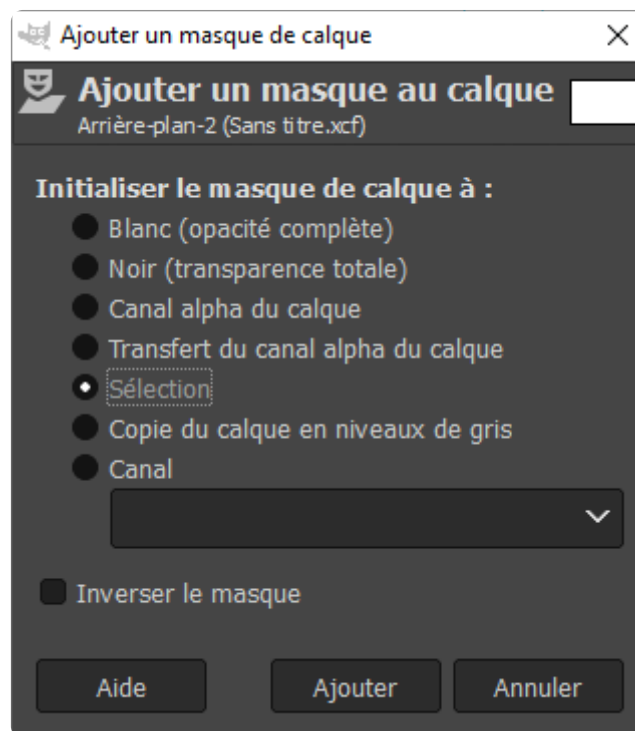 Ajouter un masque de calque
Ajouter un masque au calque
Arrière-plan-2 (Sans titre.xcf)
Initialiser le masque de calque à :
Blanc (opacité complète)
Noir (transparence totale)
Canal alpha du calque
Transfert du canal alpha du calque
Sélection
Copie du calque en niveaux de gris
Canal
Inverser le masque
Aide
Ajouter
Annuler